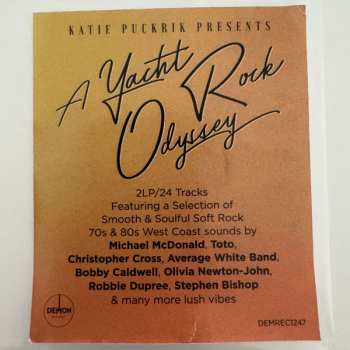 KATIE PUCKRIK PRESENTS
A Yacht Rock
Odyssey
2LP/24 Tracks
Featuring a Selection of
Smooth & Soulful Soft Rock
70s & 80s West Coast sounds by
Michael McDonald, Toto,
Christopher Cross, Average White Band,
Bobby Caldwell, Olivia Newton-John,
Robbie Dupree, Stephen Bishop
& many more lush vibes
DEMON
DEMREC1247